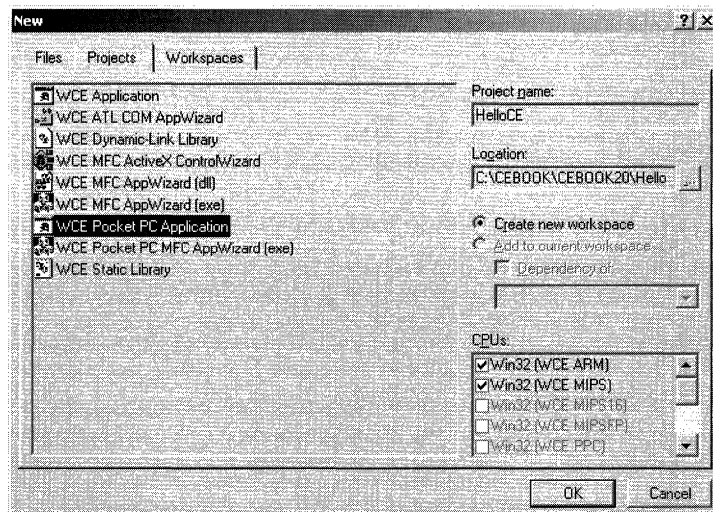 New
Files
Projects
Workspaces
WCE Application
WCE ATL COM AppWizard
WCE Dynamic-Link Library
WCE MFC ActiveX ControlWizard
WCE MFC AppWizard (dll)
WCE MFC AppWizard (exe)
WCE Pocket PC Application
WCE Pocket PC MFC AppWizard (exe)
WCE Static Library
Project name:
HelloCE
Location:
C:\CEBOOK\CEBOOK20\Hello
...
Create new workspace
Add to current workspace
Dependency of:
CPUs:
Win32 (WCE ARM)
Win32 (WCE MIPS)
Win32 (WCE MIPS16)
Win32 (WCE MIPSFP)
Win32 (WCE PPC)
OK
Cancel